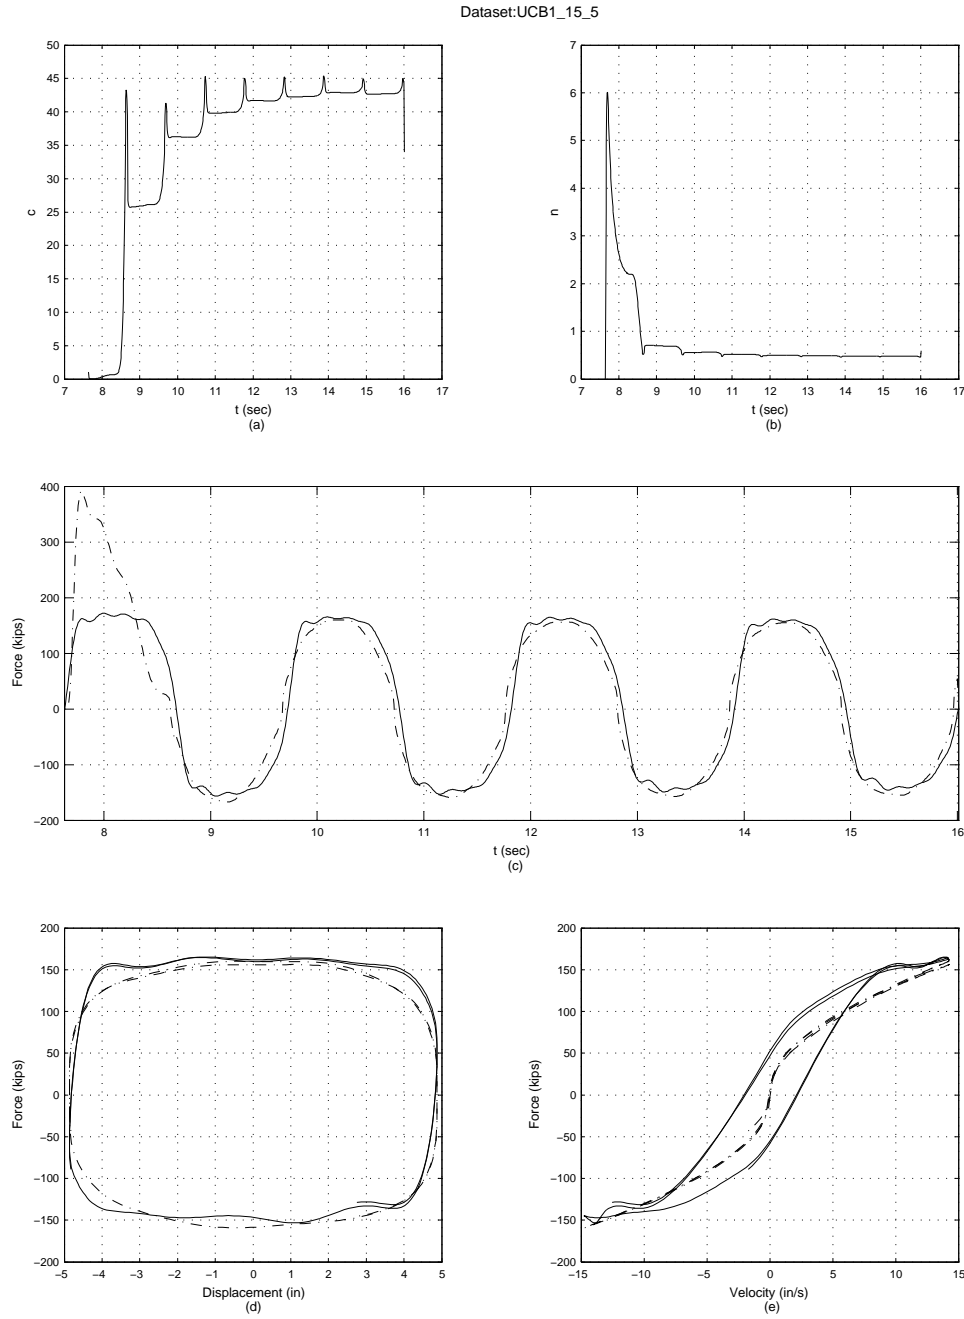 Dataset:UCB1_15_5
50
45
40
35
30
25
20
15
10
5
0
c
7 8 9 10 11 12 13 14 15 16 17
t (sec)
(a)
7
6
5
4
3
2
1
0
n
7 8 9 10 11 12 13 14 15 16 17
t (sec)
(b)
400
300
200
100
0
−100
−200
Force (kips)
8 9 10 11 12 13 14 15 16
t (sec)
(c)
200
150
100
50
0
−50
−100
−150
−200
Force (kips)
−5 −4 −3 −2 −1 0 1 2 3 4 5
Displacement (in)
(d)
200
150
100
50
0
−50
−100
−150
−200
Force (kips)
−15 −10 −5 0 5 10 15
Velocity (in/s)
(e)